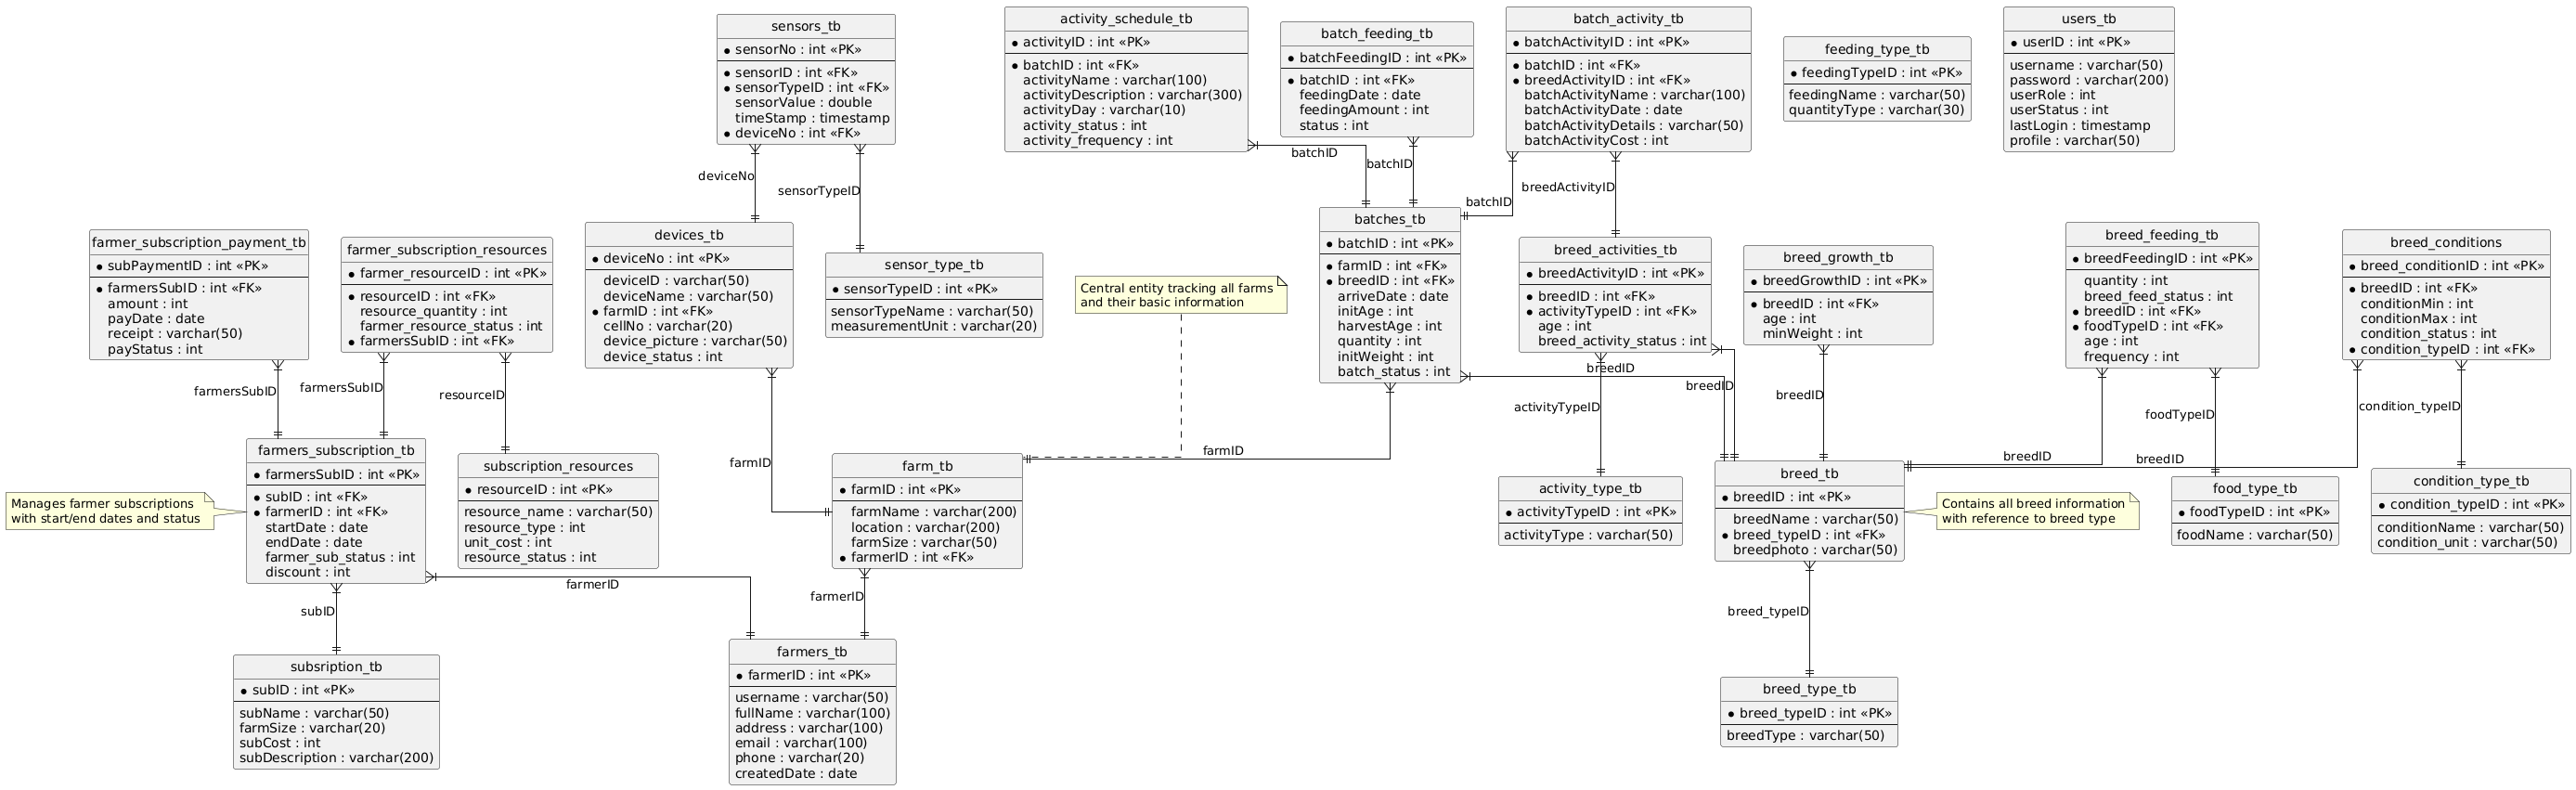 sensors_tb
* sensorNo : int «PK»
* sensorID : int «FK»
* sensorTypeID : int «FK»
sensorValue : double
timeStamp : timestamp
* deviceNo : int «FK»
activity_schedule_tb
* activityID : int «PK»
* batchID : int «FK»
activityName : varchar(100)
activityDescription : varchar(300)
activityDay : varchar(10)
activity_status : int
activity_frequency : int
batch_feeding_tb
* batchFeedingID : int «PK»
* batchID : int «FK»
feedingDate : date
feedingAmount : int
status : int
batch_activity_tb
* batchActivityID : int «PK»
* batchID : int «FK»
* breedActivityID : int «FK»
batchActivityName : varchar(100)
batchActivityDate : date
batchActivityDetails : varchar(50)
batchActivityCost : int
feeding_type_tb
* feedingTypeID : int «PK»
feedingName : varchar(50)
quantityType : varchar(30)
users_tb
* userID : int «PK»
username : varchar(50)
password : varchar(200)
userRole : int
userStatus : int
lastLogin : timestamp
profile : varchar(50)
deviceNo
sensorTypeID
batchID
batchID
batchID
breedActivityID
farmer_subscription_payment_tb
* subPaymentID : int «PK»
* farmersSubID : int «FK»
amount : int
payDate : date
receipt : varchar(50)
payStatus : int
farmer_subscription_resources
* farmer_resourceID : int «PK»
* resourceID : int «FK»
resource_quantity : int
farmer_resource_status : int
* farmersSubID : int «FK»
devices_tb
* deviceNo : int «PK»
deviceID : varchar(50)
deviceName : varchar(50)
* farmID : int «FK»
cellNo : varchar(20)
device_picture : varchar(50)
device_status : int
sensor_type_tb
* sensorTypeID : int «PK»
sensorTypeName : varchar(50)
measurementUnit : varchar(20)
Central entity tracking all farms
and their basic information
batches_tb
* batchID : int «PK»
* farmID : int «FK»
* breedID : int «FK»
arriveDate : date
initAge : int
harvestAge : int
quantity : int
initWeight : int
batch_status : int
breed_activities_tb
* breedActivityID : int «PK»
* breedID : int «FK»
* activityTypeID : int «FK»
age : int
breed_activity_status : int
breed_growth_tb
* breedGrowthID : int «PK»
* breedID : int «FK»
age : int
minWeight : int
breed_feeding_tb
* breedFeedingID : int «PK»
quantity : int
breed_feed_status : int
* breedID : int «FK»
* foodTypeID : int «FK»
age : int
frequency : int
breed_conditions
* breed_conditionID : int «PK»
* breedID : int «FK»
conditionMin : int
conditionMax : int
condition_status : int
* condition_typeID : int «FK»
farmersSubID
farmersSubID
resourceID
farmID
farmID
breedID
breedID
activityTypeID
breedID
breedID
foodTypeID
breedID
condition_typeID
Manages farmer subscriptions
with start/end dates and status
farmers_subscription_tb
* farmersSubID : int «PK»
* subID : int «FK»
* farmerID : int «FK»
startDate : date
endDate : date
farmer_sub_status : int
discount : int
subscription_resources
* resourceID : int «PK»
resource_name : varchar(50)
resource_type : int
unit_cost : int
resource_status : int
farm_tb
* farmID : int «PK»
farmName : varchar(200)
location : varchar(200)
farmSize : varchar(50)
* farmerID : int «FK»
activity_type_tb
* activityTypeID : int «PK»
activityType : varchar(50)
breed_tb
* breedID : int «PK»
breedName : varchar(50)
* breed_typeID : int «FK»
breedphoto : varchar(50)
Contains all breed information
with reference to breed type
food_type_tb
* foodTypeID : int «PK»
foodName : varchar(50)
condition_type_tb
* condition_typeID : int «PK»
conditionName : varchar(50)
condition_unit : varchar(50)
subID
farmerID
farmerID
breed_typeID
subsription_tb
* subID : int «PK»
subName : varchar(50)
farmSize : varchar(20)
subCost : int
subDescription : varchar(200)
farmers_tb
* farmerID : int «PK»
username : varchar(50)
fullName : varchar(100)
address : varchar(100)
email : varchar(100)
phone : varchar(20)
createdDate : date
breed_type_tb
* breed_typeID : int «PK»
breedType : varchar(50)